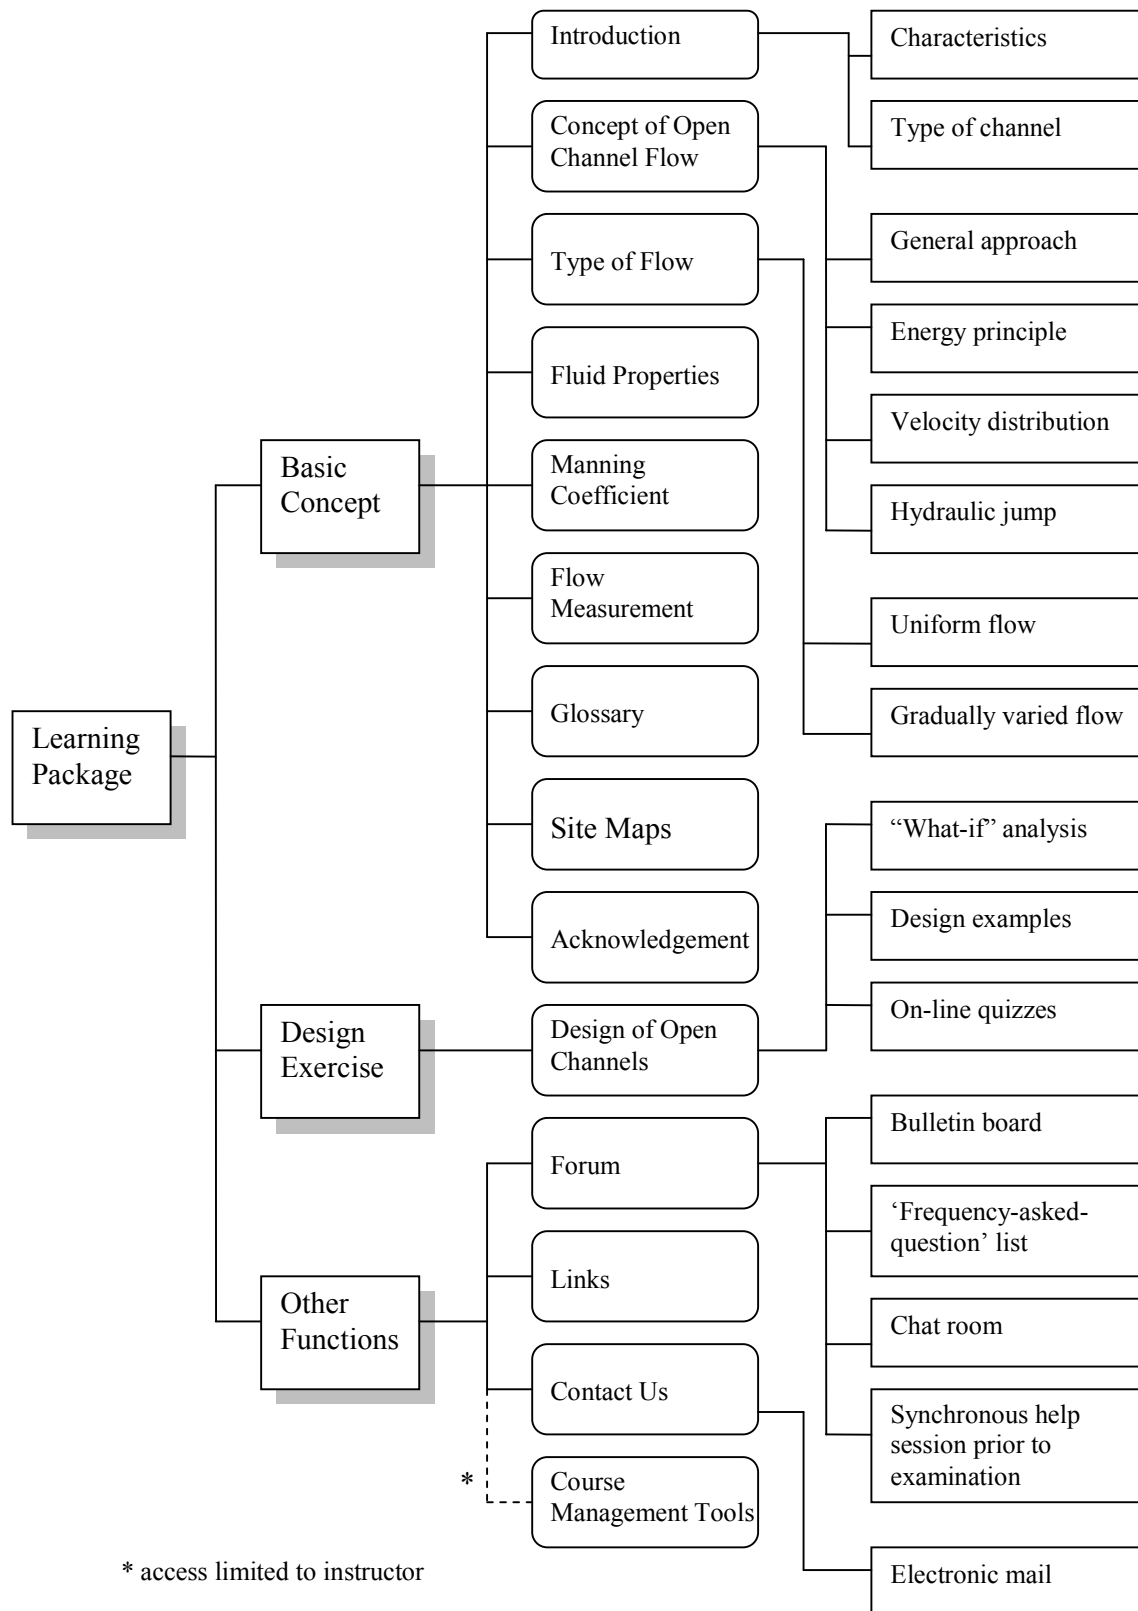 Learning
Package
Basic
Concept
Introduction
Characteristics
Type of channel
Concept of Open
Channel Flow
General approach
Energy principle
Velocity distribution
Hydraulic jump
Type of Flow
Uniform flow
Gradually varied flow
Fluid Properties
Manning
Coefficient
Flow
Measurement
Glossary
Site Maps
Acknowledgement
Design
Exercise
Design of Open
Channels
“What-if” analysis
Design examples
On-line quizzes
Other
Functions
Forum
Bulletin board
‘Frequency-asked-
question’ list
Chat room
Synchronous help
session prior to
examination
Links
Contact Us
Electronic mail
*
Course
Management Tools
* access limited to instructor